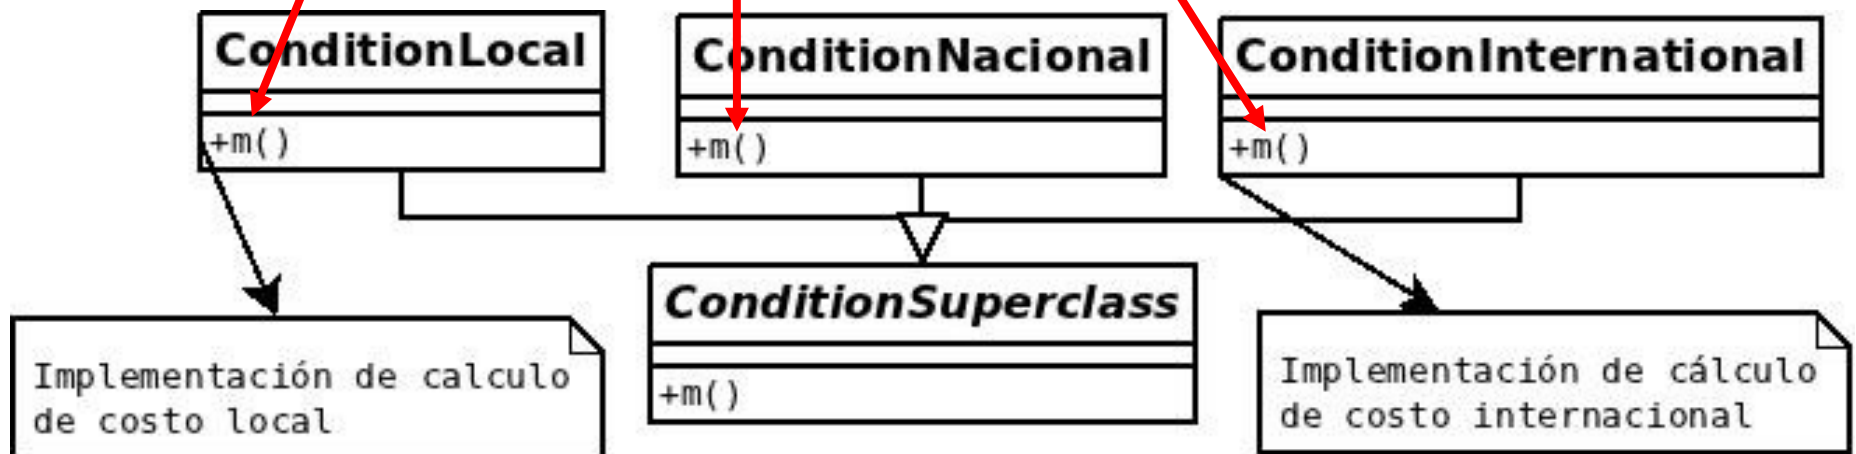 ConditionLocal
ConditionNacional
ConditionInternational
+m()
+m()
+m()
ConditionSuperclass
+m()
Implementación de calculo
de costo local
Implementación de cálculo
de costo internacional